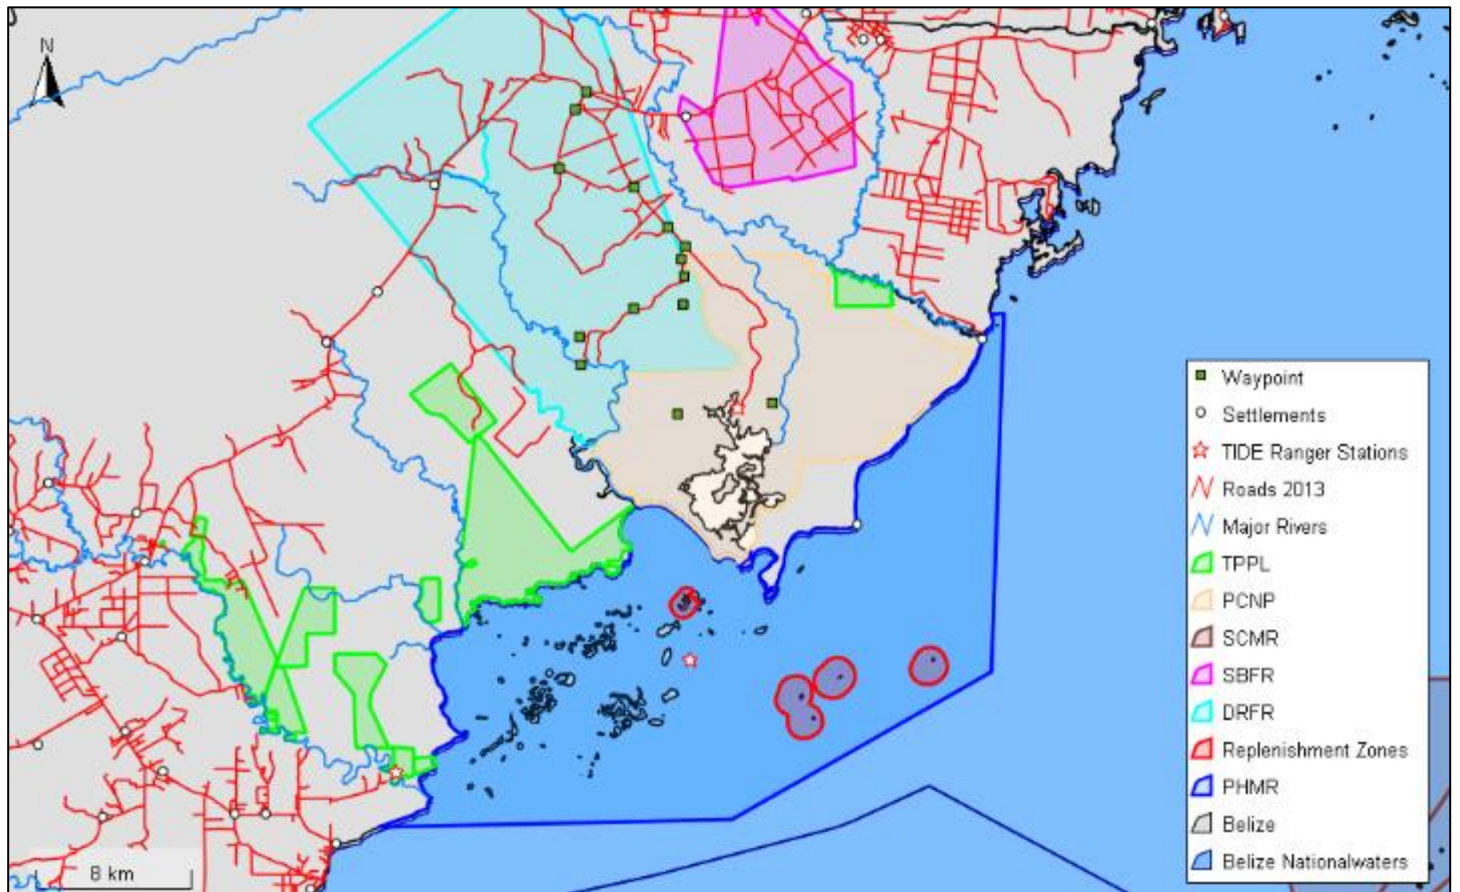 N
Waypoint
Settlements
TIDE Ranger Stations
Roads 2013
Major Rivers
TPPL
PCNP
SCMR
SBFR
DRFR
Replenishment Zones
PHMR
Belize
Belize Nationalwaters
8 km